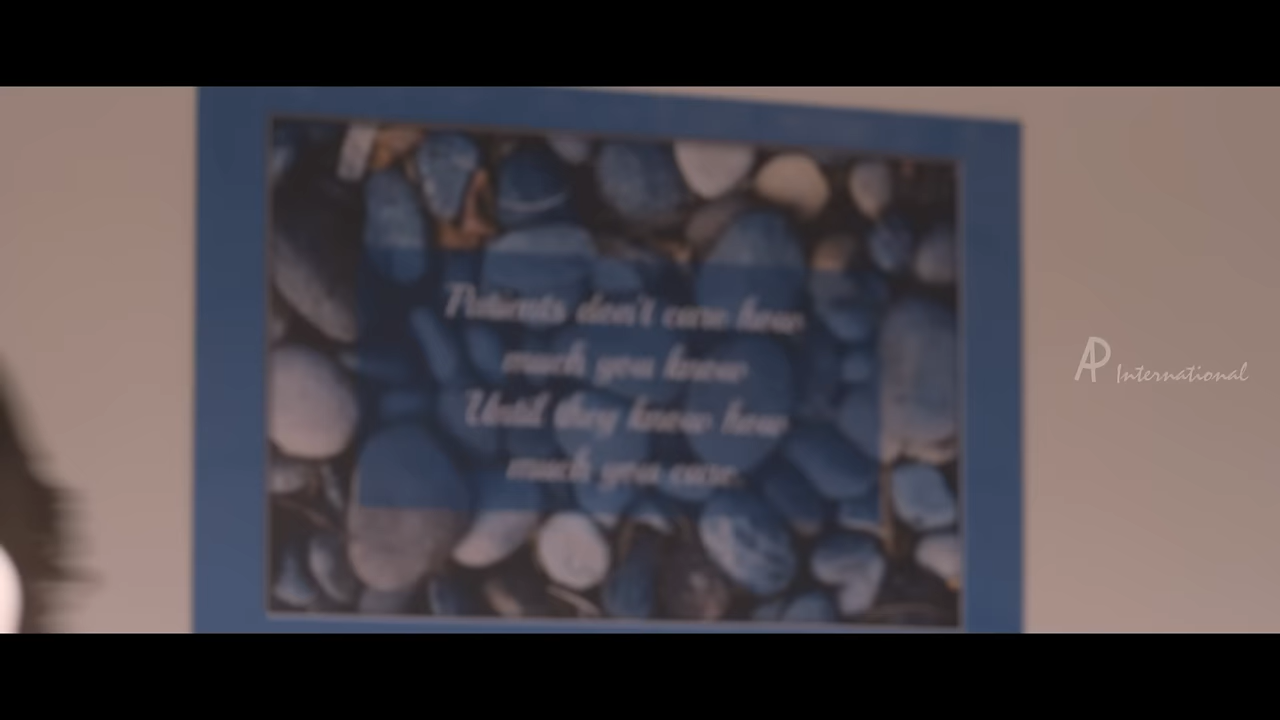 Patients don't care how
much you know
Until they know how
much you care.
AP International